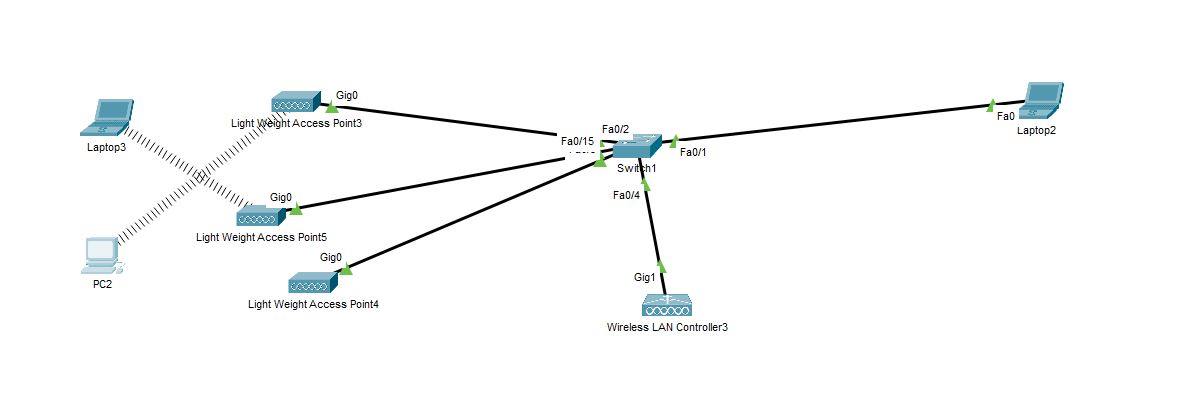 Gig0
Light Weight Access Point3
Laptop3
Fa0/2
Fa0/15
Fa0/1
Switch1
Fa0
Laptop2
Gig0
Light Weight Access Point5
Fa0/4
PC2
Gig0
Light Weight Access Point4
Gig1
Wireless LAN Controller3